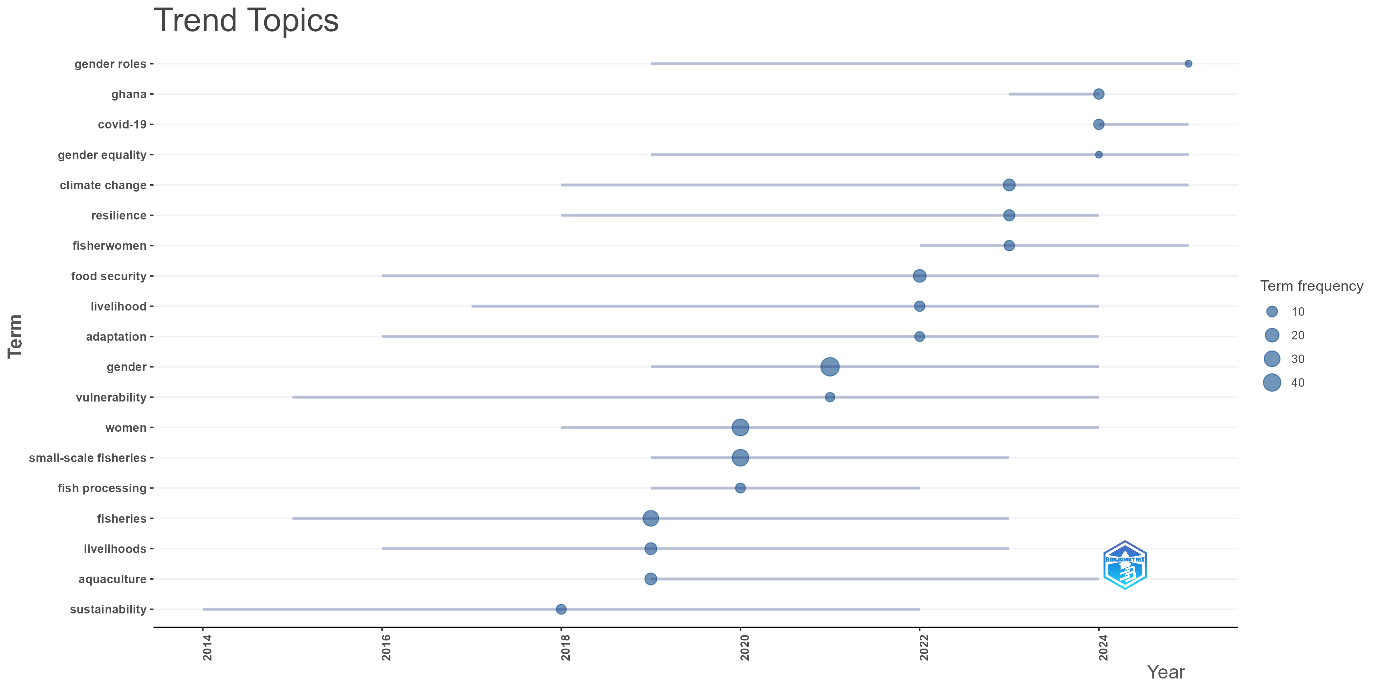 Trend Topics
gender roles
ghana
covid-19
gender equality
climate change
resilience
fisherwomen
food security
livelihood
adaptation
gender
vulnerability
women
small-scale fisheries
fish processing
fisheries
livelihoods
aquaculture
sustainability
Term
2014
2016
2018
2020
2022
2024
Year
Term frequency
10
20
30
40
BIBLIOMETRIX